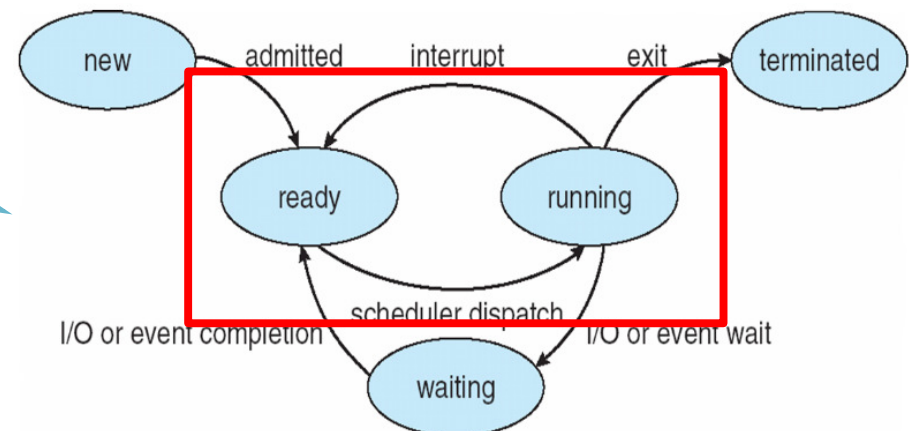 new
admitted
interrupt
exit
terminated
ready
running
scheduler dispatch
I/O or event completion
I/O or event wait
waiting